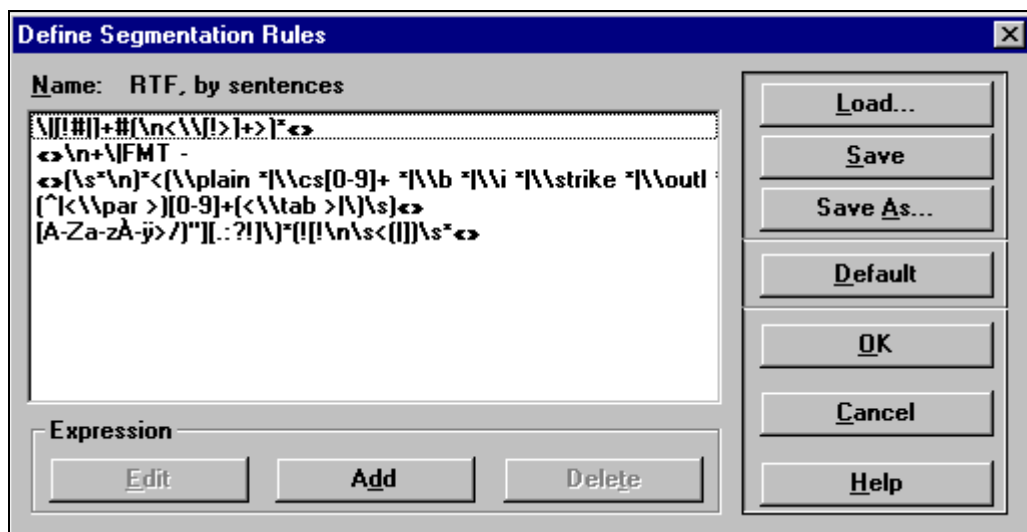 Define Segmentation Rules
Name: RTF, by sentences
\|[!#|]+#(\n<\\[!>]+>)*<>
<>\n+\|FMT -
<>(\s*\n)*<(\\plain *|\\cs[0-9]+ *|\\b *|\\i *|\\strike *|\\outl *
(^|<\\par >)[0-9]+(<\\tab >|\)\s)<>
[A-Za-zÀ-ÿ>/)"][.:?!]\)*(![!\n\s<(|])\s*<>
Expression
Edit
Add
Delete
Load...
Save
Save As...
Default
OK
Cancel
Help